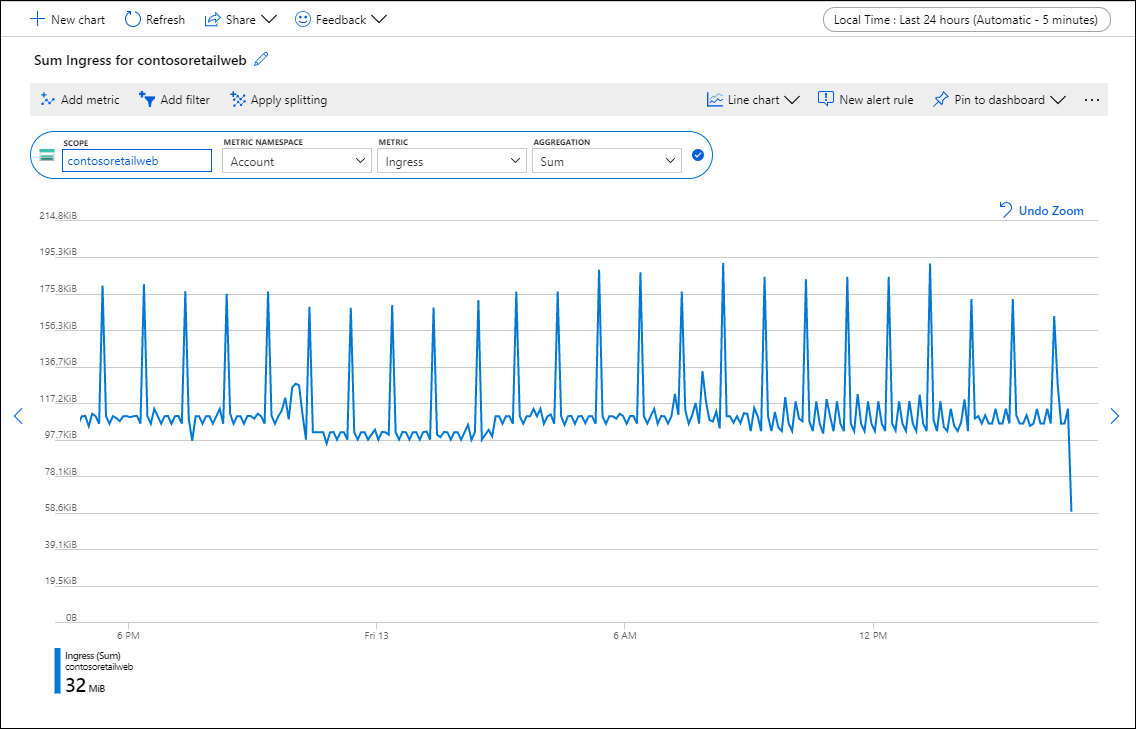 New chart Refresh Share Feedback Local Time : Last 24 hours (Automatic - 5 minutes)
Sum Ingress for contosoretailweb
Add metric Add filter Apply splitting Line chart New alert rule Pin to dashboard ...
SCOPE METRIC NAMESPACE METRIC AGGREGATION
contosoretailweb Account Ingress Sum
Undo Zoom
214.8KiB
195.3KiB
175.8KiB
156.3KiB
136.7KiB
117.2KiB
97.7KiB
78.1KiB
58.6KiB
39.1KiB
19.5KiB
0B
6 PM Fri 13 6 AM 12 PM
Ingress (Sum)
contosoretailweb
32 MiB